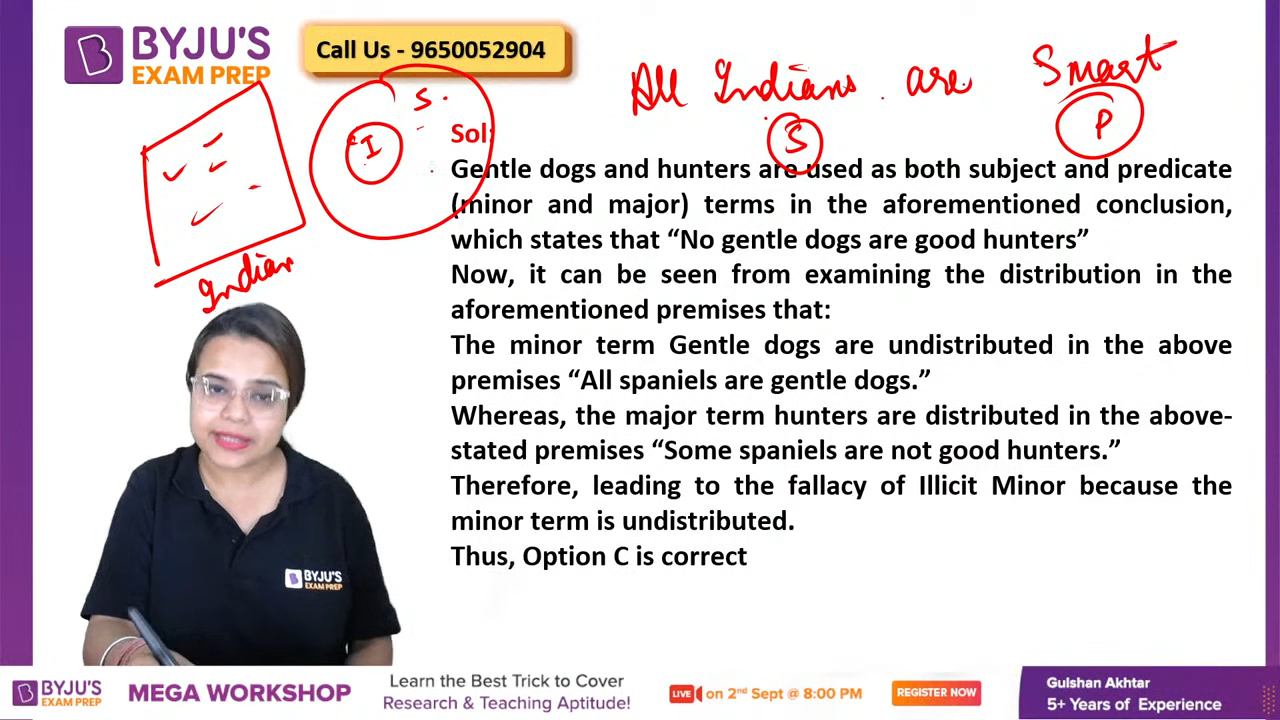 BYJU'S
EXAM PREP
Call Us - 9650052904
All Indians are Smart
S
P
S
I
Indian
Sol:
Gentle dogs and hunters are used as both subject and predicate
(minor and major) terms in the aforementioned conclusion,
which states that “No gentle dogs are good hunters”
Now, it can be seen from examining the distribution in the
aforementioned premises that:
The minor term Gentle dogs are undistributed in the above
premises “All spaniels are gentle dogs.”
Whereas, the major term hunters are distributed in the above-
stated premises “Some spaniels are not good hunters.”
Therefore, leading to the fallacy of Illicit Minor because the
minor term is undistributed.
Thus, Option C is correct
BYJU'S
EXAM PREP
BYJU'S
EXAM PREP
MEGA WORKSHOP
Learn the Best Trick to Cover
Research & Teaching Aptitude!
LIVE on 2nd Sept @ 8:00 PM
REGISTER NOW
Gulshan Akhtar
5+ Years of Experience